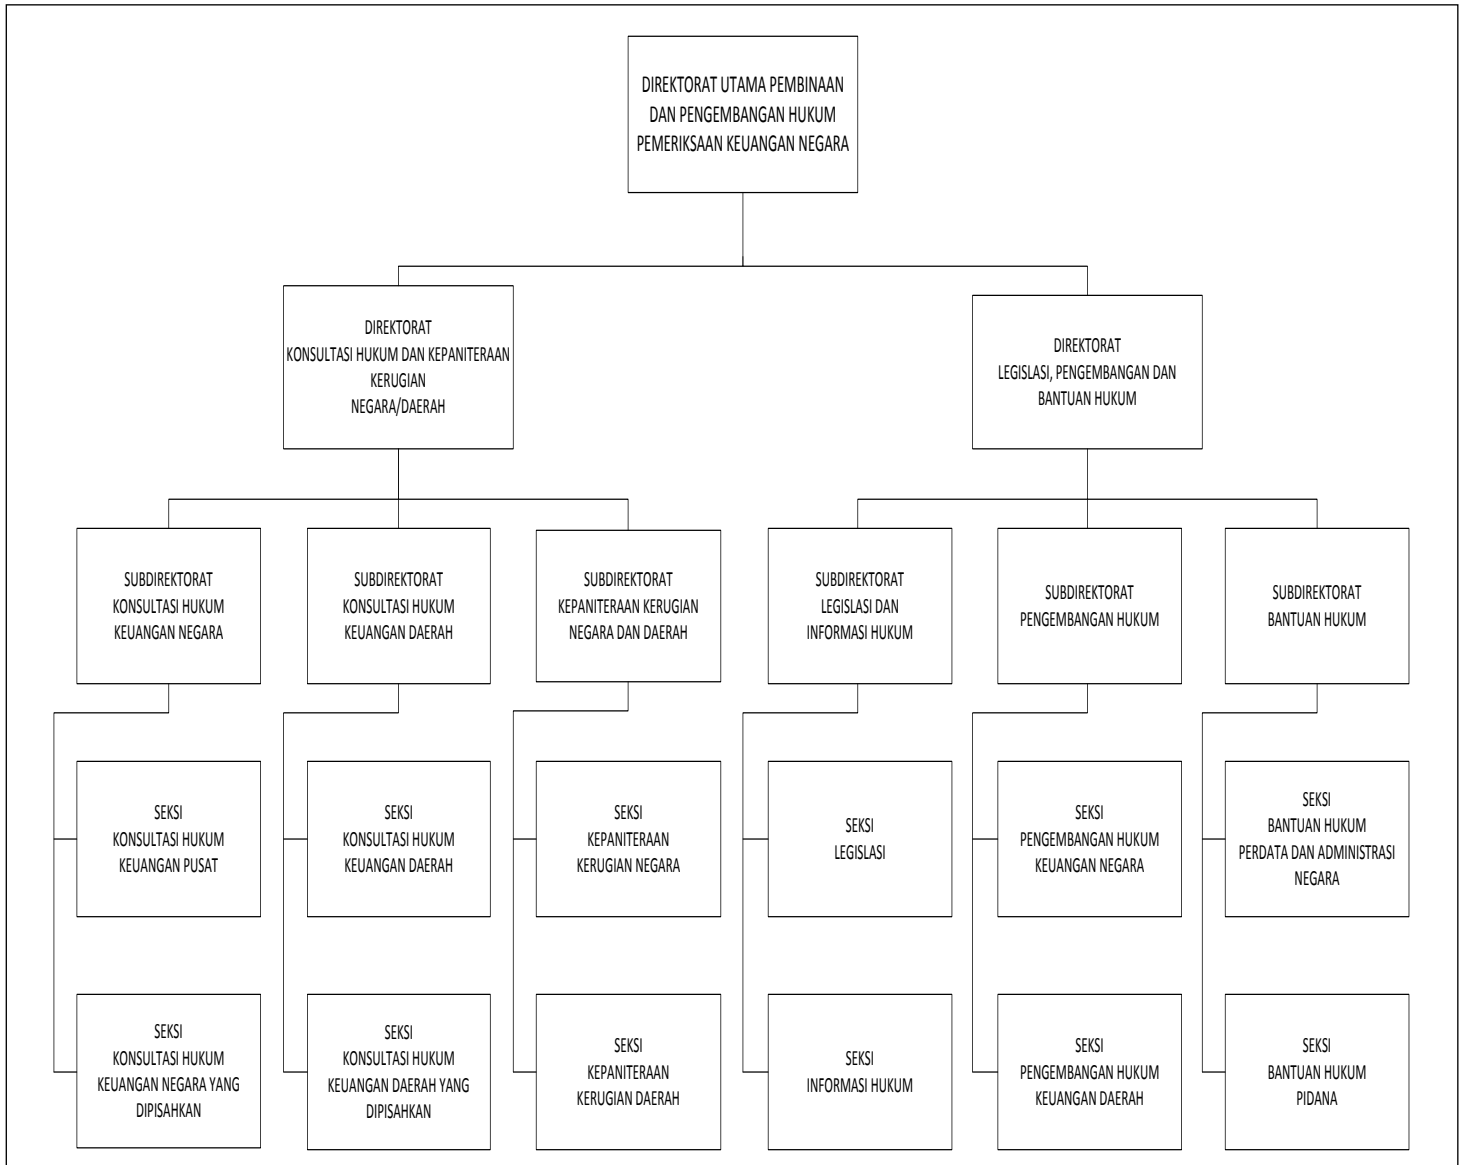 DIREKTORAT UTAMA PEMBINAAN
DAN PENGEMBANGAN HUKUM
PEMERIKSAAN KEUANGAN NEGARA
DIREKTORAT
KONSULTASI HUKUM DAN KEPANITERAAN
KERUGIAN
NEGARA/DAERAH
DIREKTORAT
LEGISLASI, PENGEMBANGAN DAN
BANTUAN HUKUM
SUBDIREKTORAT
KONSULTASI HUKUM
KEUANGAN NEGARA
SUBDIREKTORAT
KONSULTASI HUKUM
KEUANGAN DAERAH
SUBDIREKTORAT
KEPANITERAAN KERUGIAN
NEGARA DAN DAERAH
SUBDIREKTORAT
LEGISLASI DAN
INFORMASI HUKUM
SUBDIREKTORAT
PENGEMBANGAN HUKUM
SUBDIREKTORAT
BANTUAN HUKUM
SEKSI
KONSULTASI HUKUM
KEUANGAN PUSAT
SEKSI
KONSULTASI HUKUM
KEUANGAN DAERAH
SEKSI
KEPANITERAAN
KERUGIAN NEGARA
SEKSI
LEGISLASI
SEKSI
PENGEMBANGAN HUKUM
KEUANGAN NEGARA
SEKSI
BANTUAN HUKUM
PERDATA DAN ADMINISTRASI
NEGARA
SEKSI
KONSULTASI HUKUM
KEUANGAN NEGARA YANG
DIPISAHKAN
SEKSI
KONSULTASI HUKUM
KEUANGAN DAERAH YANG
DIPISAHKAN
SEKSI
KEPANITERAAN
KERUGIAN DAERAH
SEKSI
INFORMASI HUKUM
SEKSI
PENGEMBANGAN HUKUM
KEUANGAN DAERAH
SEKSI
BANTUAN HUKUM
PIDANA